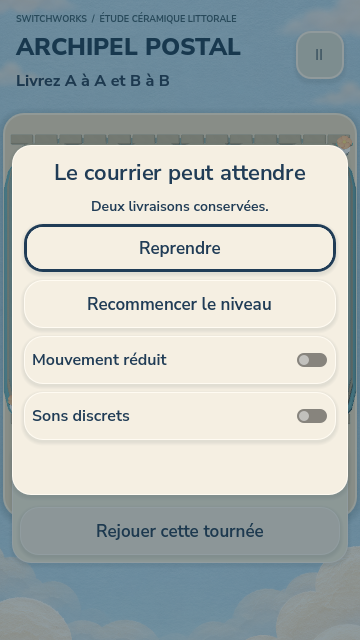 SWITCHWORKS / ÉTUDE CÉRAMIQUE LITTORALE
ARCHIPEL POSTAL
Livrez A à A et B à B
Le courrier peut attendre
Deux livraisons conservées.
Reprendre
Recommencer le niveau
Mouvement réduit
Sons discrets
Rejouer cette tournée